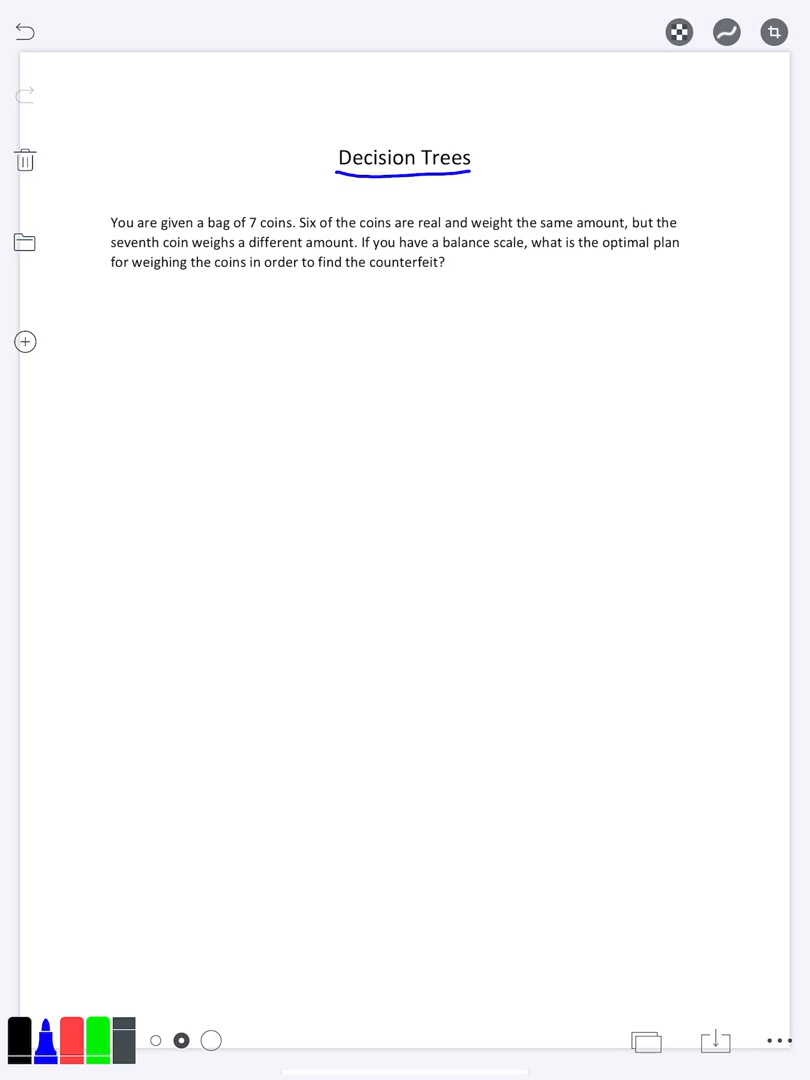 Decision Trees
You are given a bag of 7 coins. Six of the coins are real and weight the same amount, but the
seventh coin weighs a different amount. If you have a balance scale, what is the optimal plan
for weighing the coins in order to find the counterfeit?